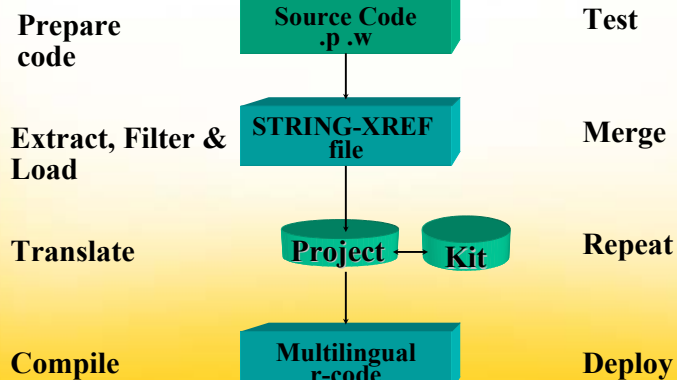 Prepare
code
Source Code
.p .w
Test
Extract, Filter &
Load
STRING-XREF
file
Merge
Translate
Project
Kit
Repeat
Compile
Multilingual
r-code
Deploy